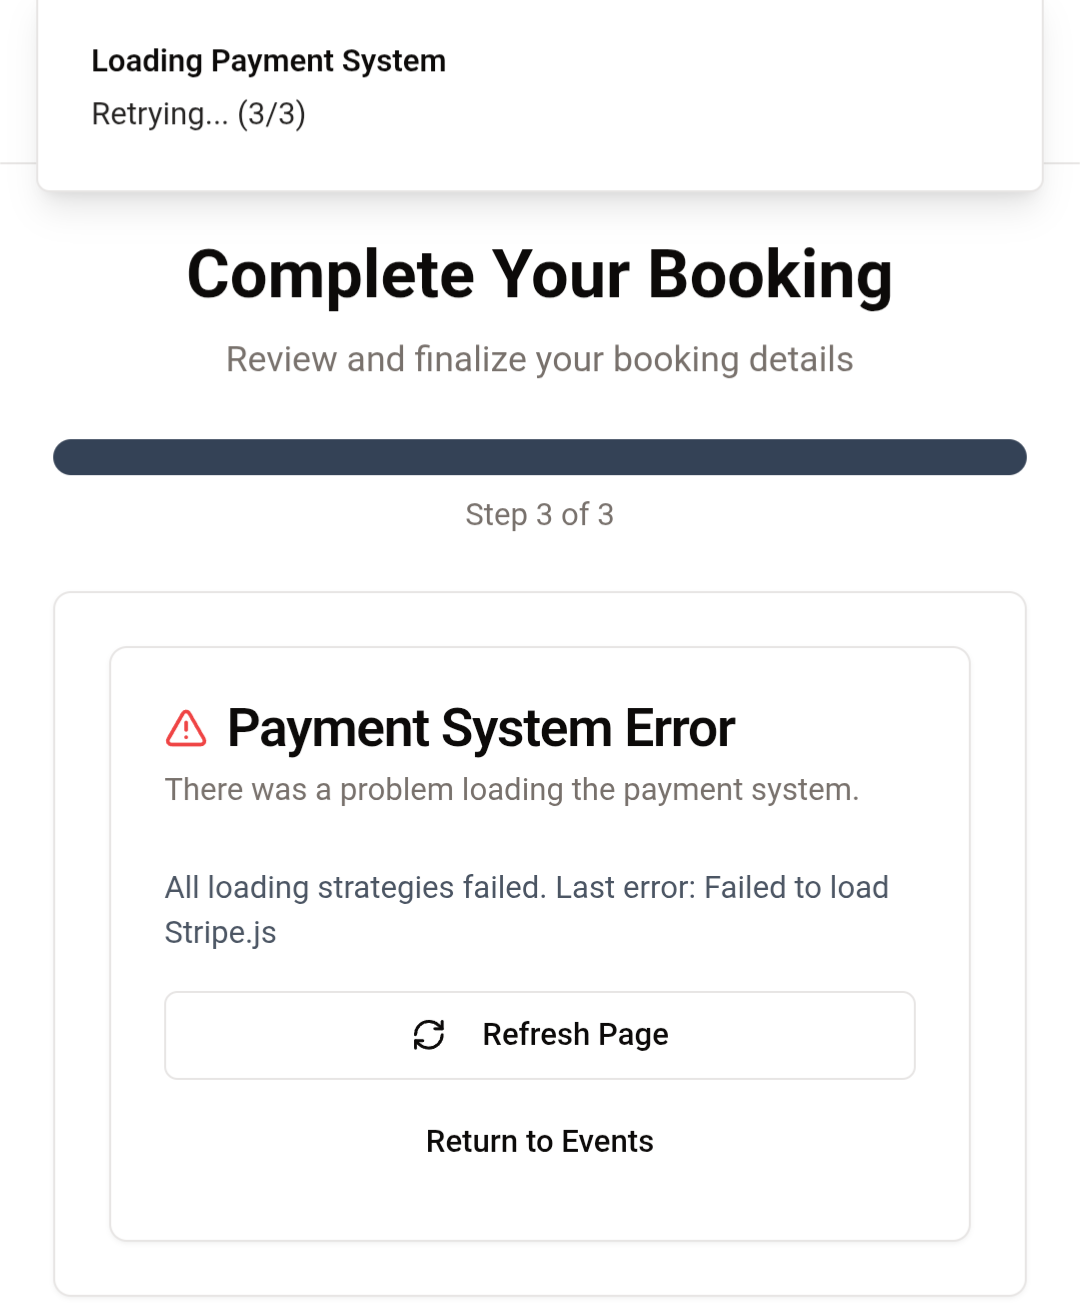 Loading Payment System
Retrying... (3/3)
Complete Your Booking
Review and finalize your booking details
Step 3 of 3
Payment System Error
There was a problem loading the payment system.
All loading strategies failed. Last error: Failed to load
Stripe.js
Refresh Page
Return to Events